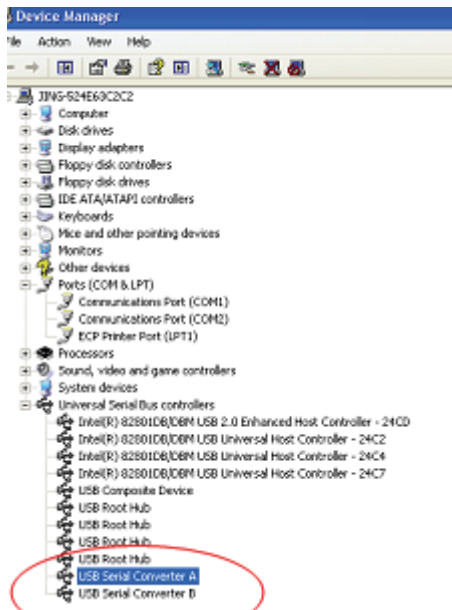 Device Manager
File Action View Help
JING-524E63C2C2
Computer
Disk drives
Display adapters
Floppy disk controllers
Floppy disk drives
IDE ATA/ATAPI controllers
Keyboards
Mice and other pointing devices
Monitors
Other devices
Ports (COM & LPT)
Communications Port (COM1)
Communications Port (COM2)
ECP Printer Port (LPT1)
Processors
Sound, video and game controllers
System devices
Universal Serial Bus controllers
Intel(R) 82801DB/DBM USB 2.0 Enhanced Host Controller - 24CD
Intel(R) 82801DB/DBM USB Universal Host Controller - 24C2
Intel(R) 82801DB/DBM USB Universal Host Controller - 24C4
Intel(R) 82801DB/DBM USB Universal Host Controller - 24C7
USB Composite Device
USB Root Hub
USB Root Hub
USB Root Hub
USB Root Hub
USB Serial Converter A
USB Serial Converter B